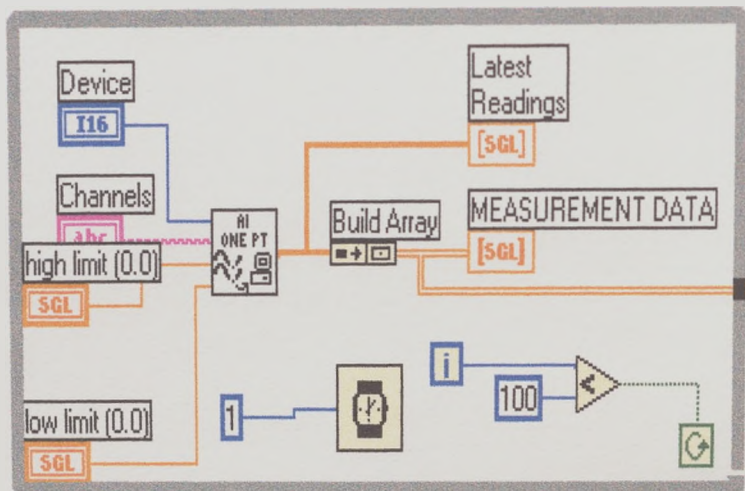 Device
I16
Channels
abc
high limit (0.0)
SGL
low limit (0.0)
SGL
AI
ONE PT
Build Array
Latest
Readings
[SGL]
MEASUREMENT DATA
[SGL]
1
i
100
<